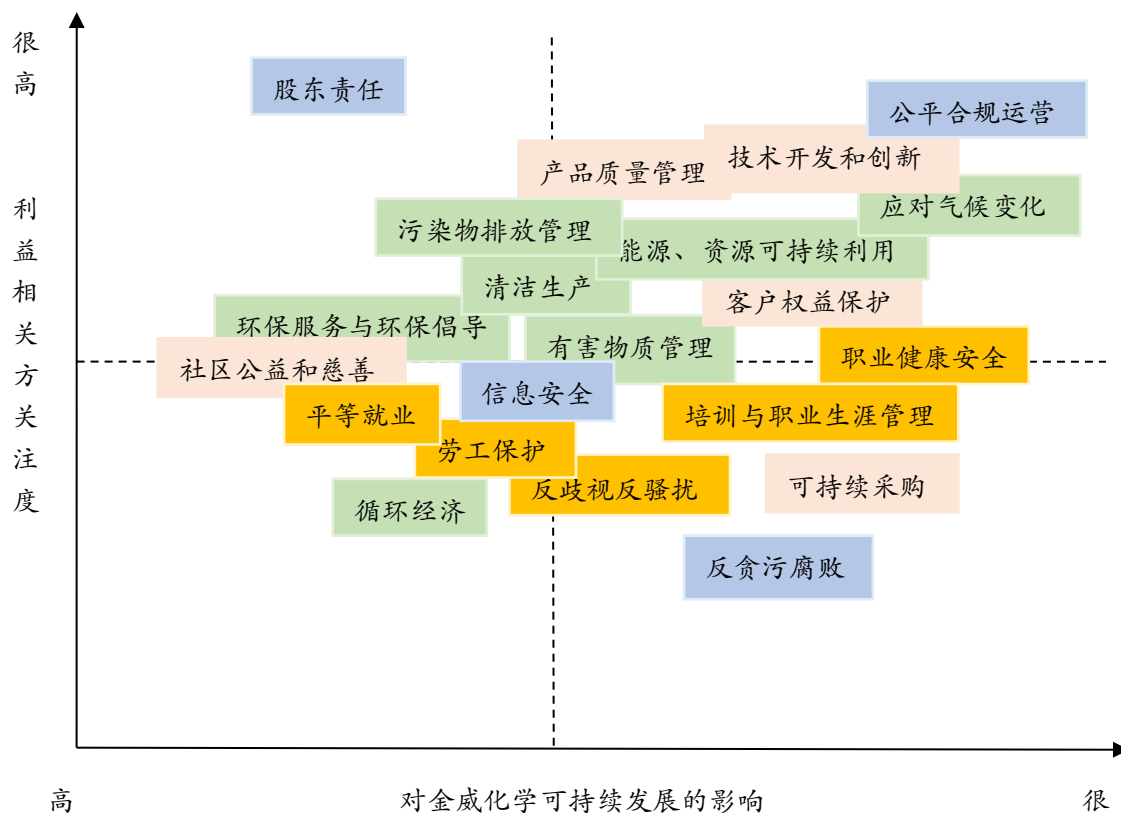 很高
利益相关方关注度
股东责任
公平合规运营
技术开发和创新
产品质量管理
应对气候变化
污染物排放管理
能源、资源可持续利用
清洁生产
客户权益保护
环保服务与环保倡导
有害物质管理
职业健康安全
社区公益和慈善
信息安全
平等就业
培训与职业生涯管理
劳工保护
反歧视反骚扰
可持续采购
循环经济
反贪污腐败
高
对金威化学可持续发展的影响
很